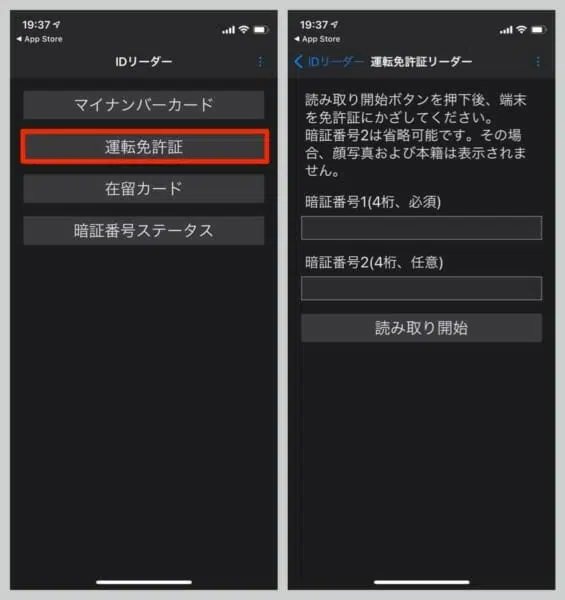 19:37
◀ App Store
IDリーダー
マイナンバーカード
運転免許証
在留カード
暗証番号ステータス
19:37
◀ App Store
IDリーダー 運転免許証リーダー
読み取り開始ボタンを押下後、端末
を免許証にかざしてください。
暗証番号2は省略可能です。その場
合、顔写真および本籍は表示されま
せん。
暗証番号1(4桁、必須)
暗証番号2(4桁、任意)
読み取り開始